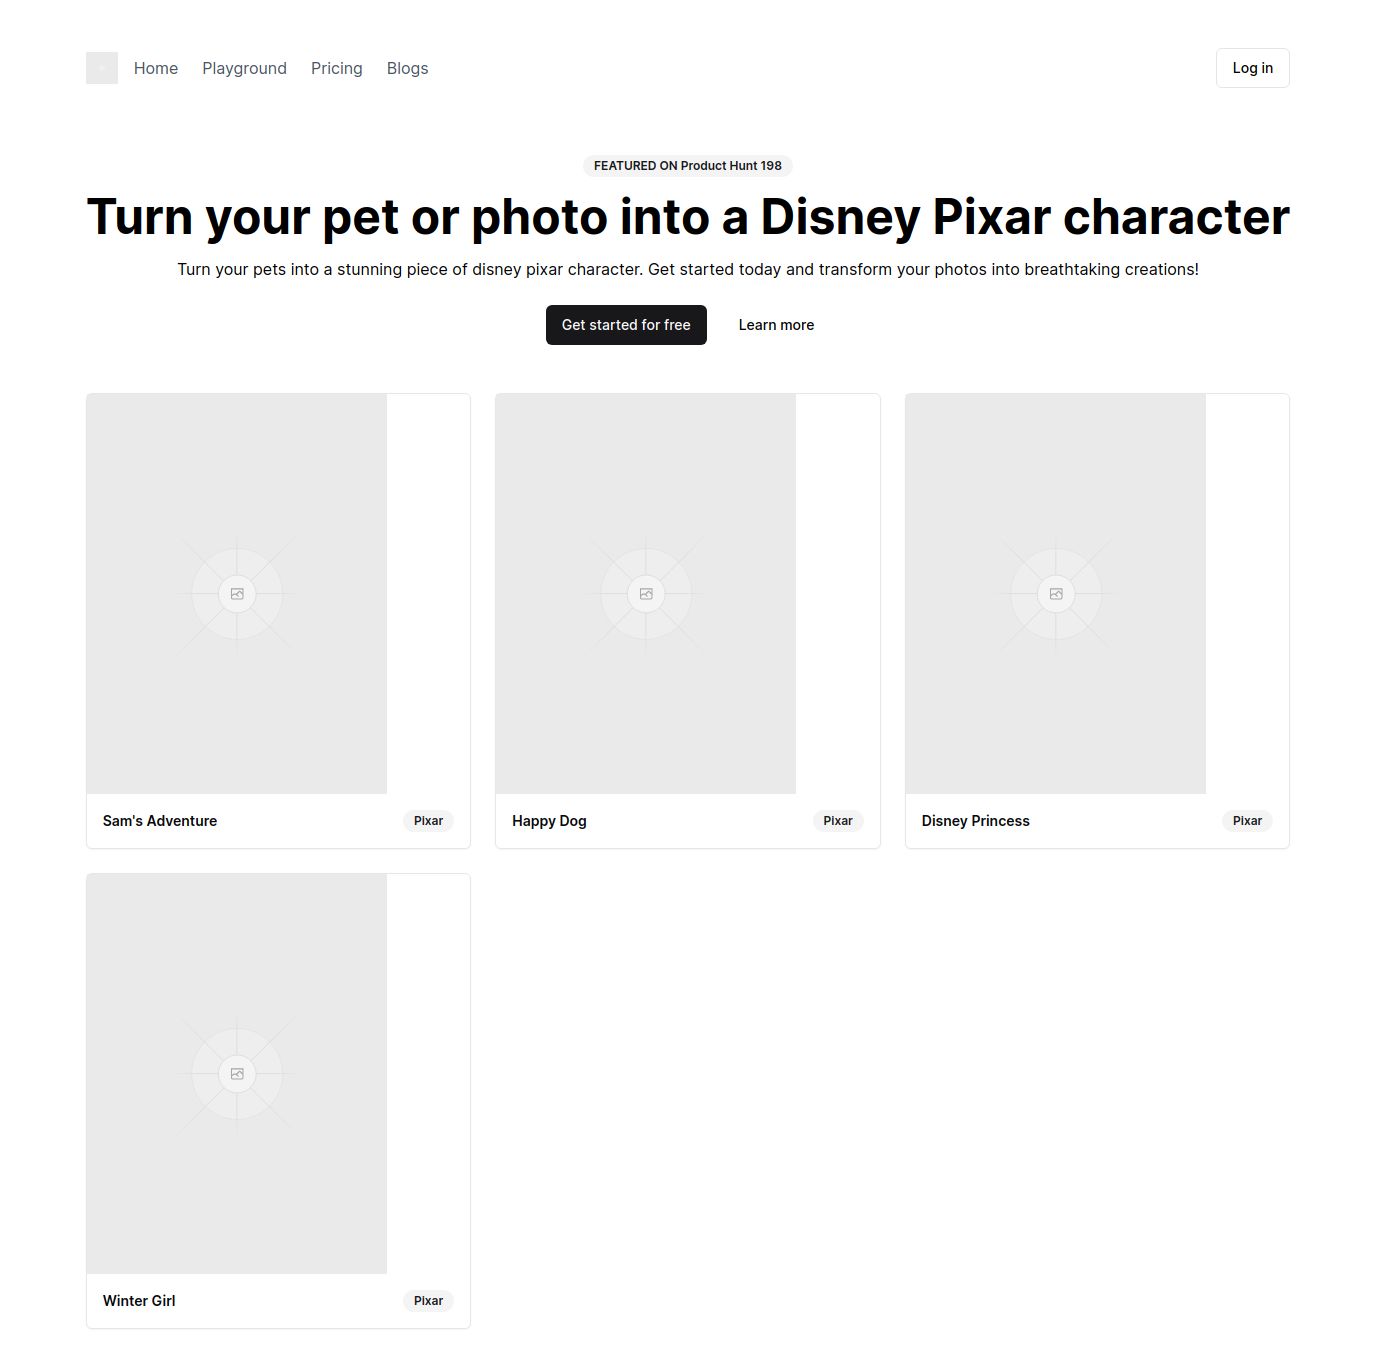 Home Playground Pricing Blogs Log in
FEATURED ON Product Hunt 198
Turn your pet or photo into a Disney Pixar character
Turn your pets into a stunning piece of disney pixar character. Get started today and transform your photos into breathtaking creations!
Get started for free Learn more
Sam's Adventure Pixar
Happy Dog Pixar
Disney Princess Pixar
Winter Girl Pixar